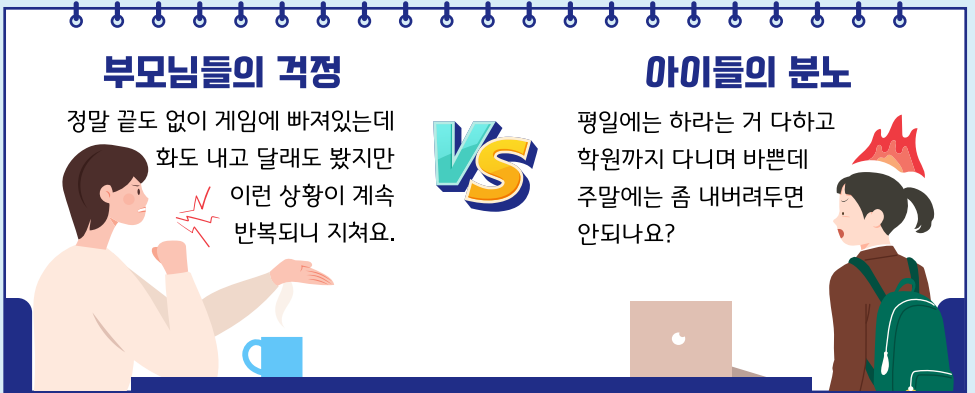 부모님들의 걱정
정말 끝도 없이 게임에 빠져있는데
화도 내고 달래도 봤지만
이런 상황이 계속
반복되니 지쳐요.
VS
아이들의 분노
평일에는 하라는 거 다하고
학원까지 다니며 바쁜데
주말에는 좀 내버려두면
안되나요?